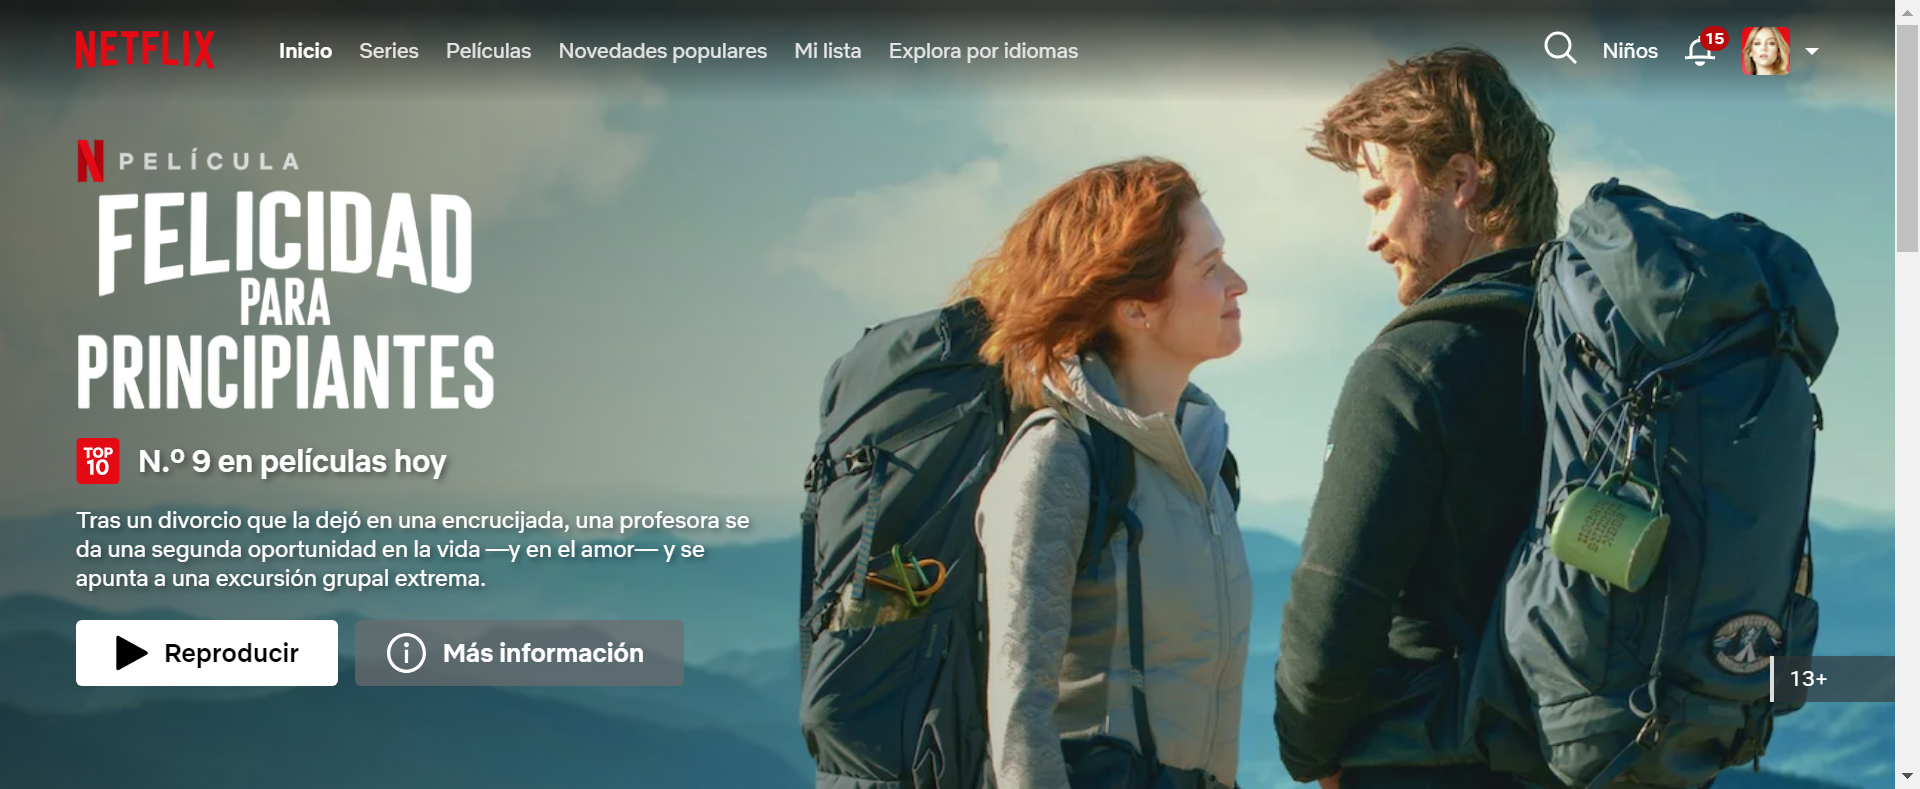 NETFLIX
Inicio Series Películas Novedades populares Mi lista Explora por idiomas
Niños
15
N PELÍCULA
FELICIDAD
PARA
PRINCIPIANTES
TOP
10
N.º 9 en películas hoy
Tras un divorcio que la dejó en una encrucijada, una profesora se
da una segunda oportunidad en la vida —y en el amor— y se
apunta a una excursión grupal extrema.
Reproducir
Más información
13+